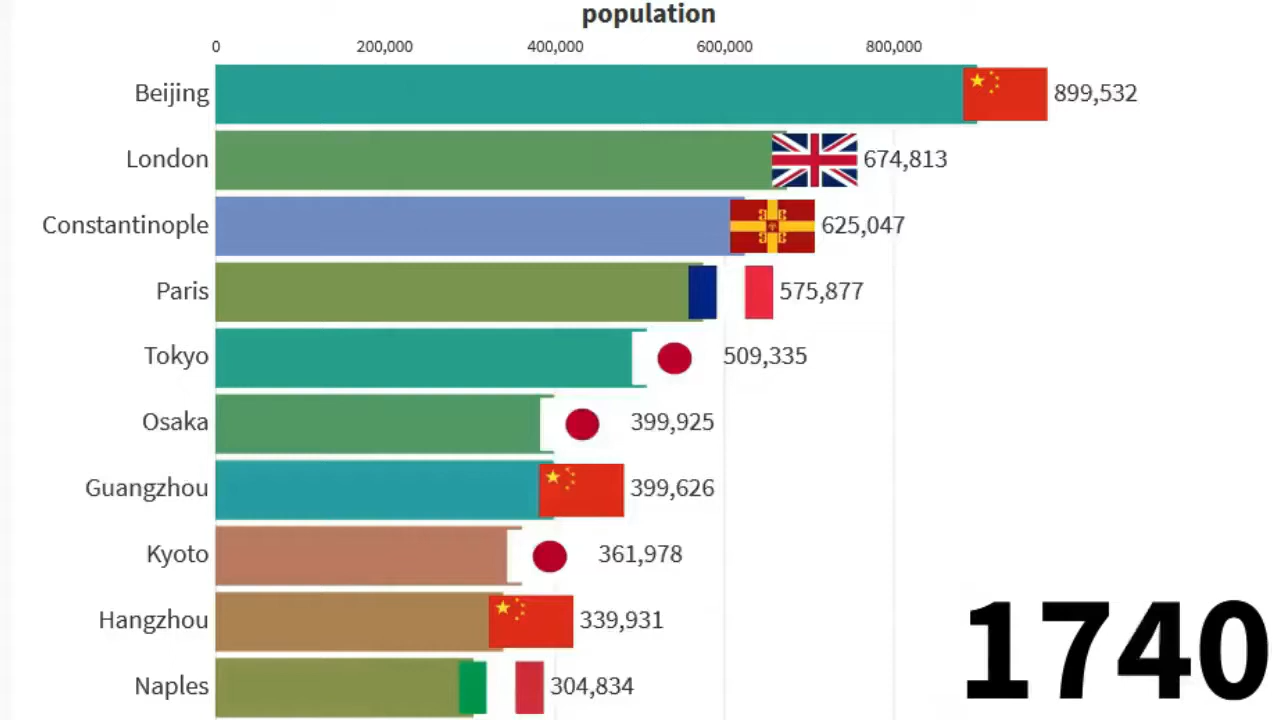 population
0 200,000 400,000 600,000 800,000
Beijing 899,532
London 674,813
Constantinople 625,047
Paris 575,877
Tokyo 509,335
Osaka 399,925
Guangzhou 399,626
Kyoto 361,978
Hangzhou 339,931
Naples 304,834
1740